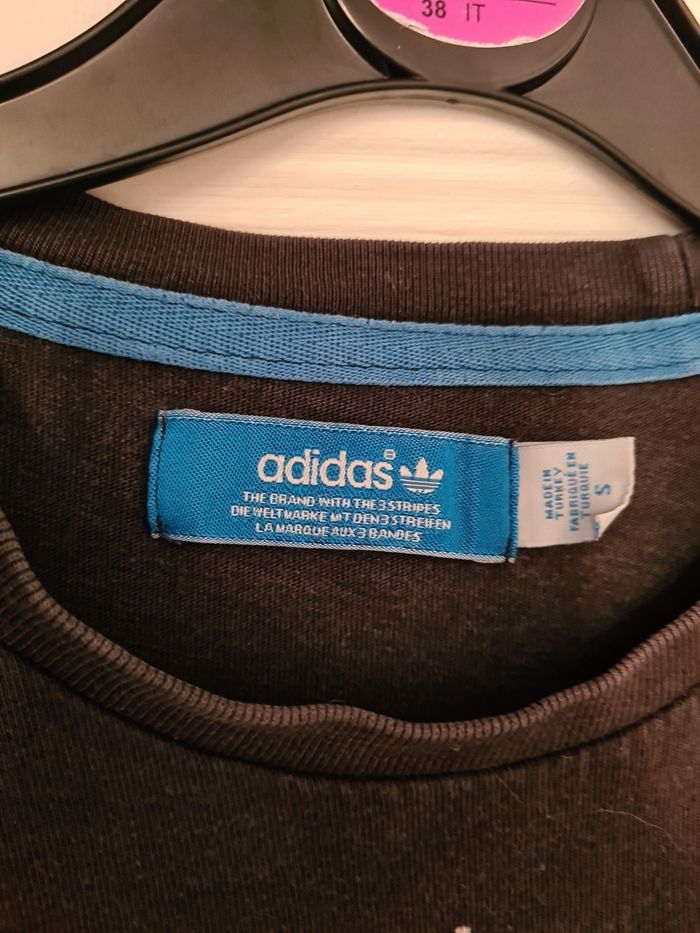 38 IT
adidas
THE BRAND WITH THE 3 STRIPES
DIE WELTMARKE MIT DEN 3 STREIFEN
LA MARQUE AUX 3 BANDES
MADE IN
TURKEY
FABRIQUÉ EN
TURQUIE
S